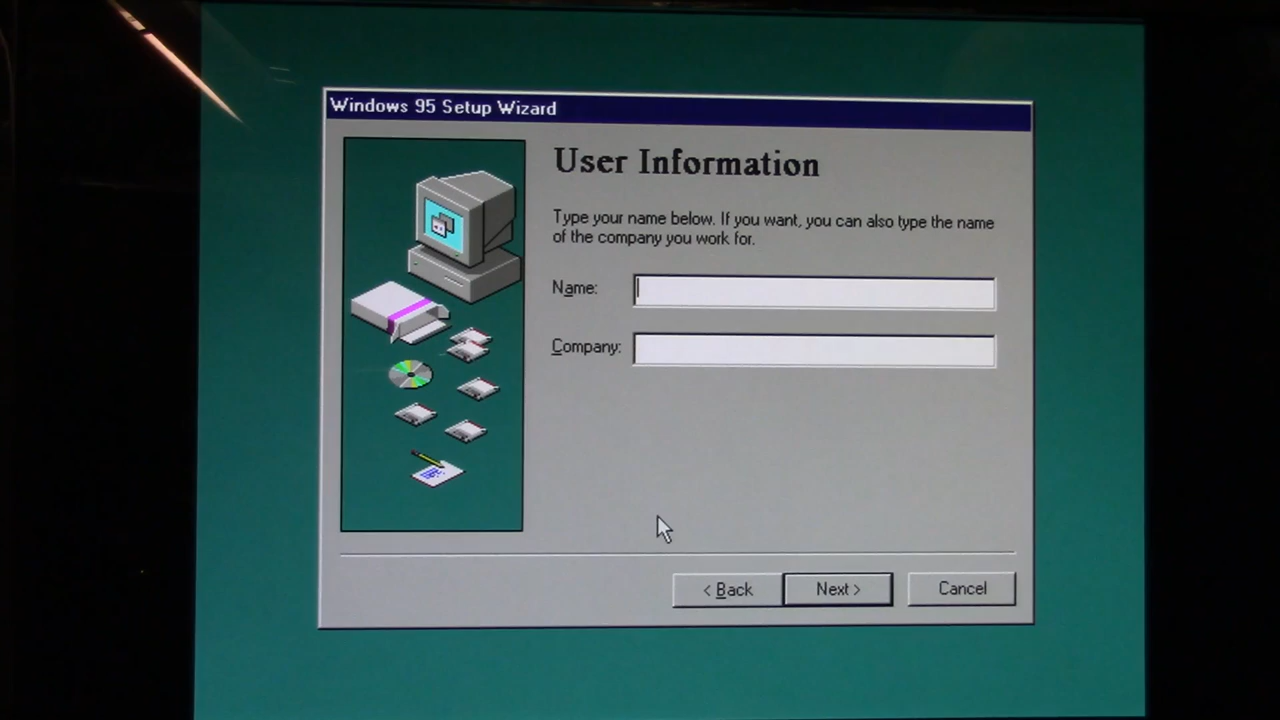 Windows 95 Setup Wizard
User Information
Type your name below. If you want, you can also type the name
of the company you work for.
Name:
Company:
< Back
Next >
Cancel